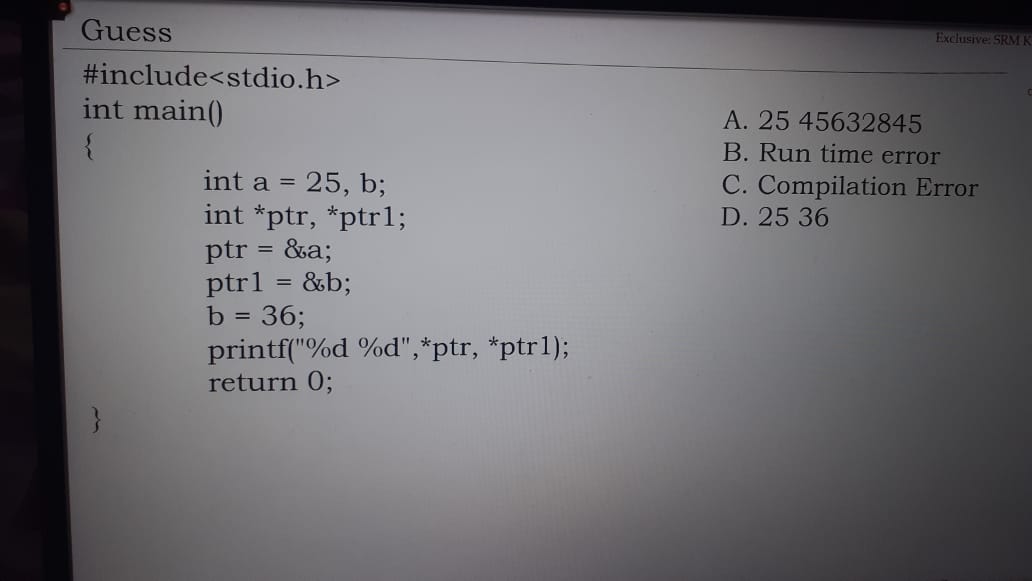 Guess
Exclusive: SRM K
#include<stdio.h>
int main()
{
int a = 25, b;
int *ptr, *ptr1;
ptr = &a;
ptr1 = &b;
b = 36;
printf("%d %d",*ptr, *ptr1);
return 0;
}
A. 25 45632845
B. Run time error
C. Compilation Error
D. 25 36